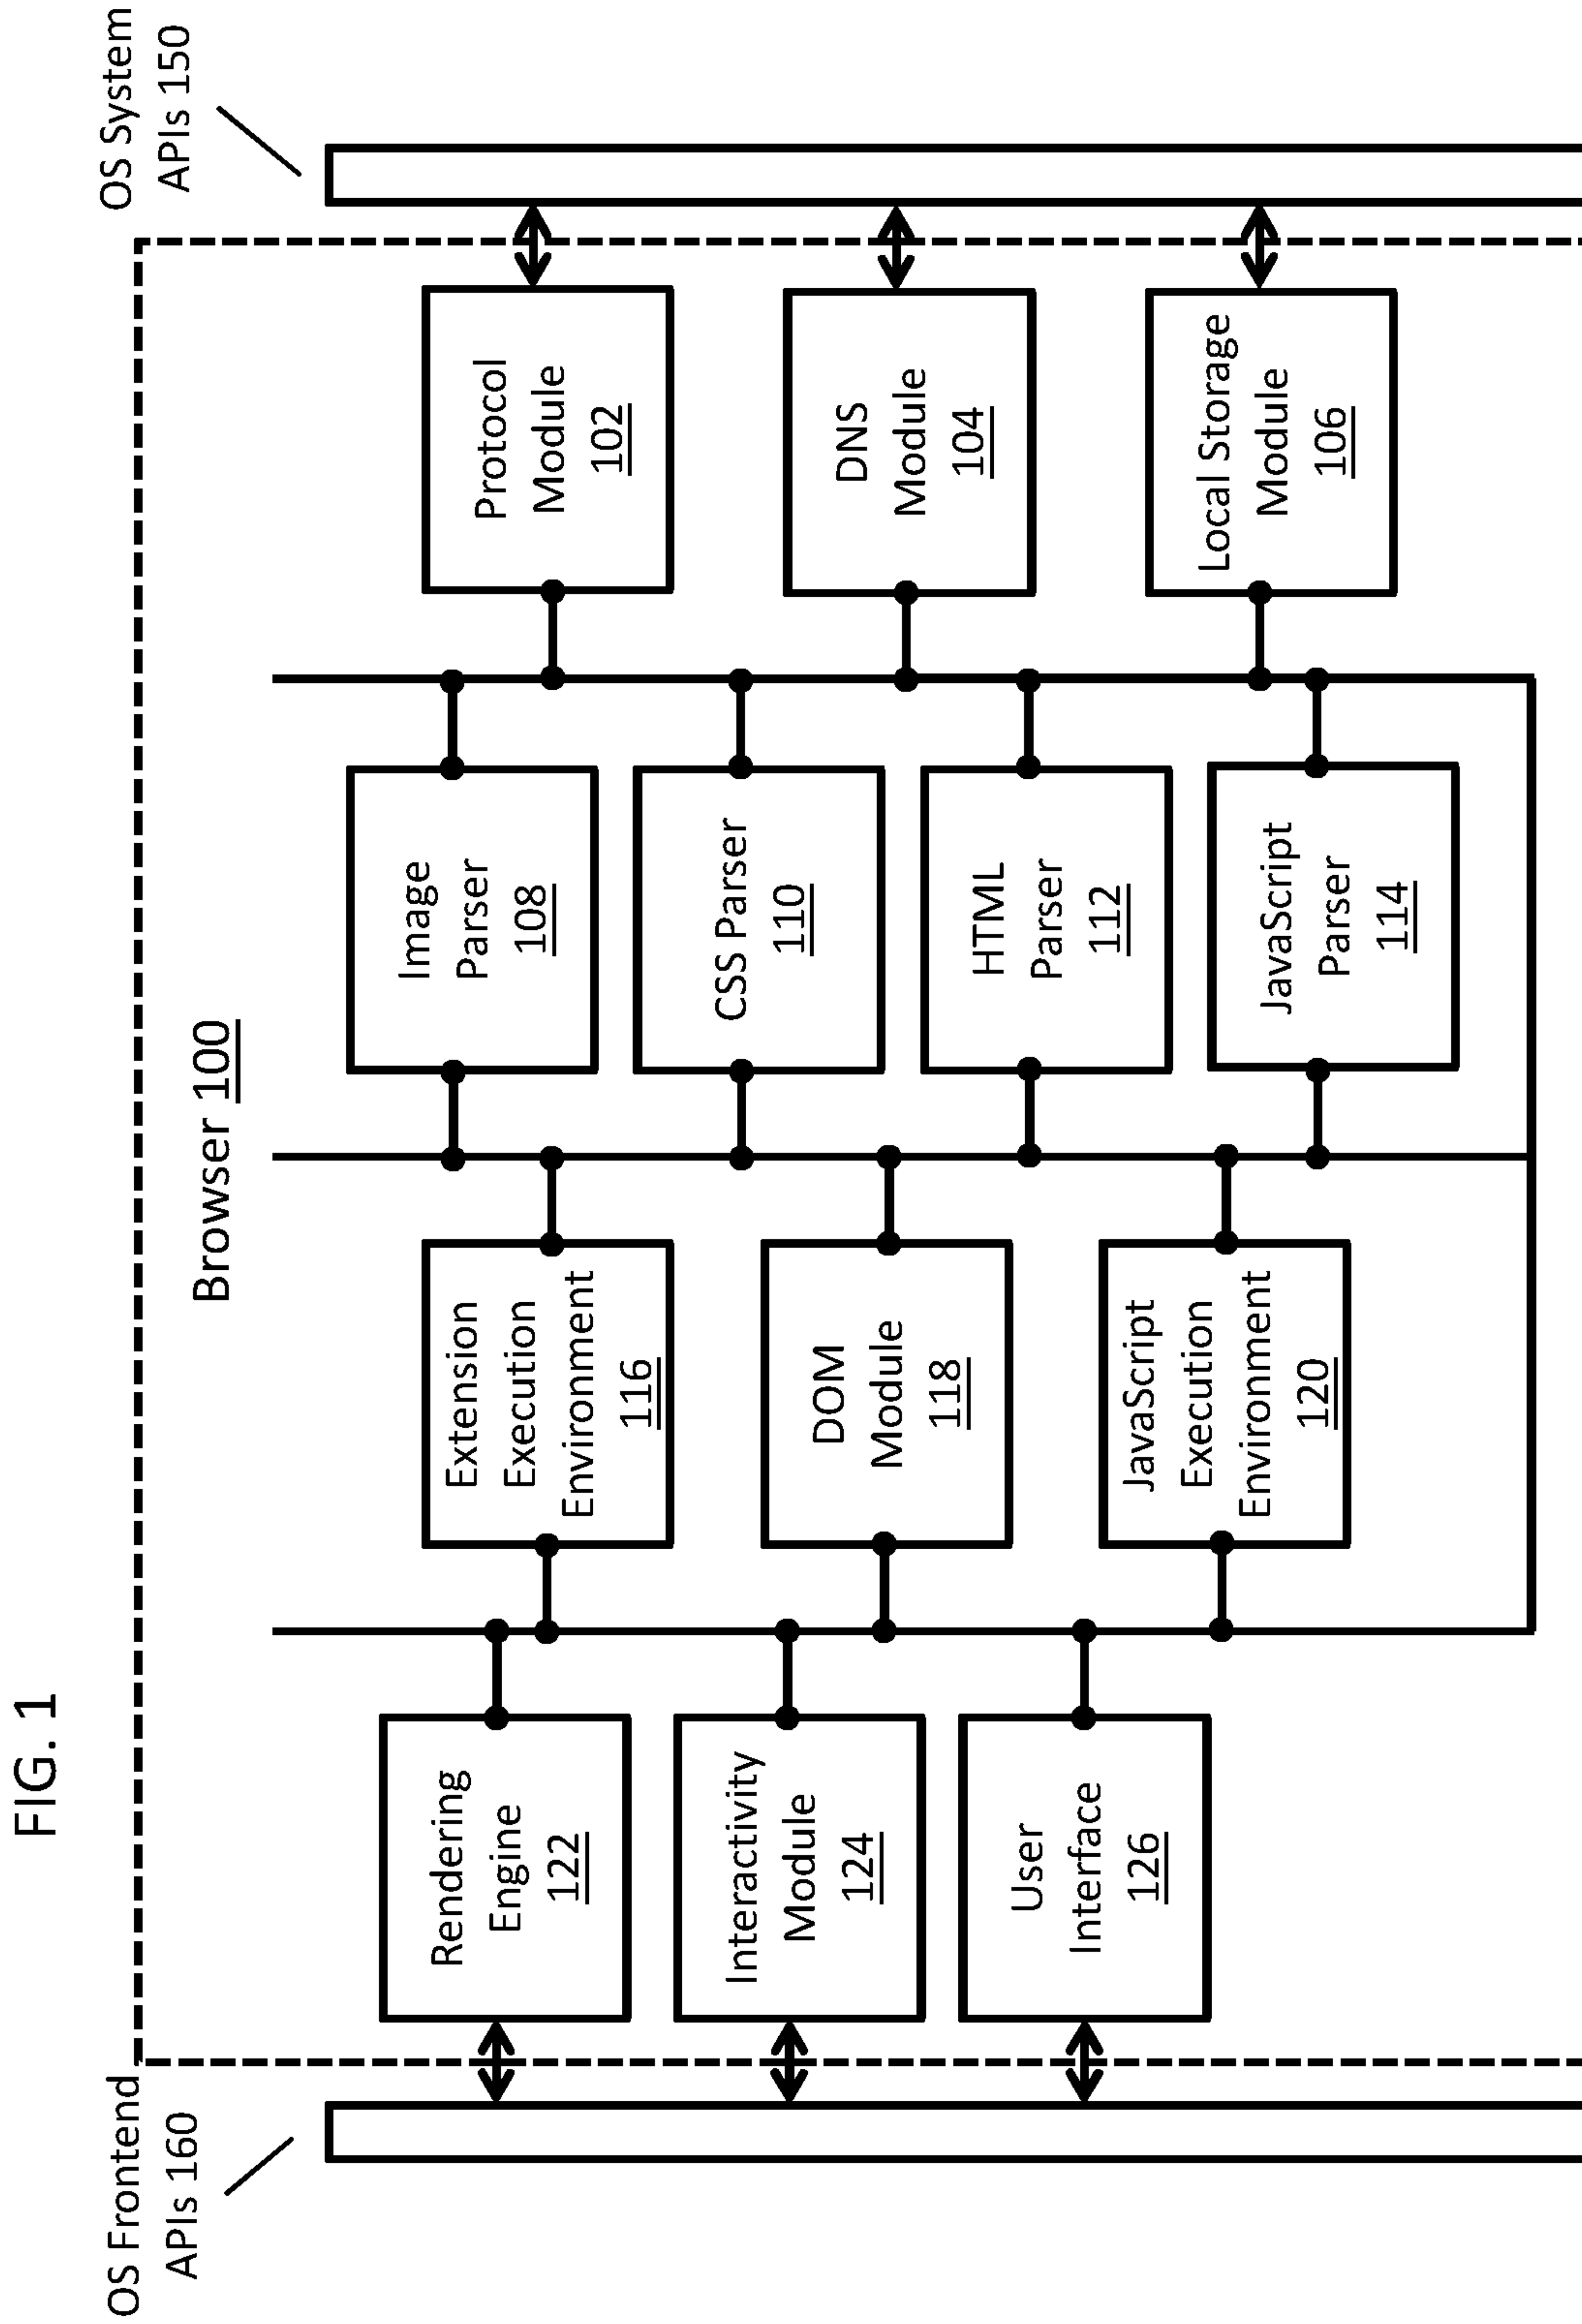 FIG. 1
OS Frontend
APIs 160
Browser 100
OS System
APIs 150
Rendering
Engine
122
Interactivity
Module
124
User
Interface
126
Extension
Execution
Environment
116
DOM
Module
118
JavaScript
Execution
Environment
120
Image
Parser
108
CSS Parser
110
HTML
Parser
112
JavaScript
Parser
114
Protocol
Module
102
DNS
Module
104
Local Storage
Module
106